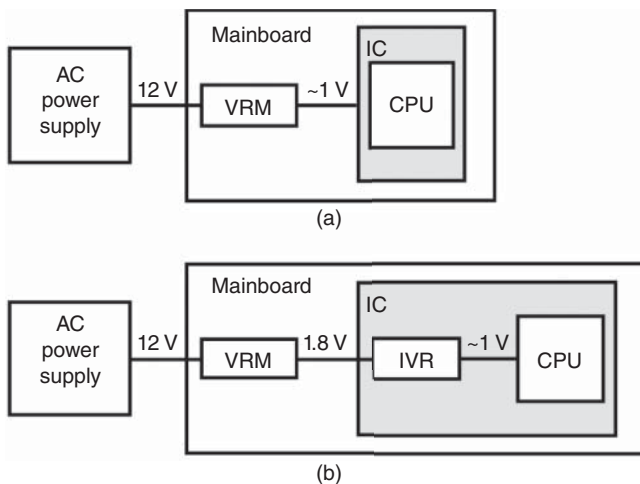 Mainboard
IC
AC
power
supply
12 V
VRM
~1 V
CPU
(a)
Mainboard
IC
AC
power
supply
12 V
VRM
1.8 V
IVR
~1 V
CPU
(b)